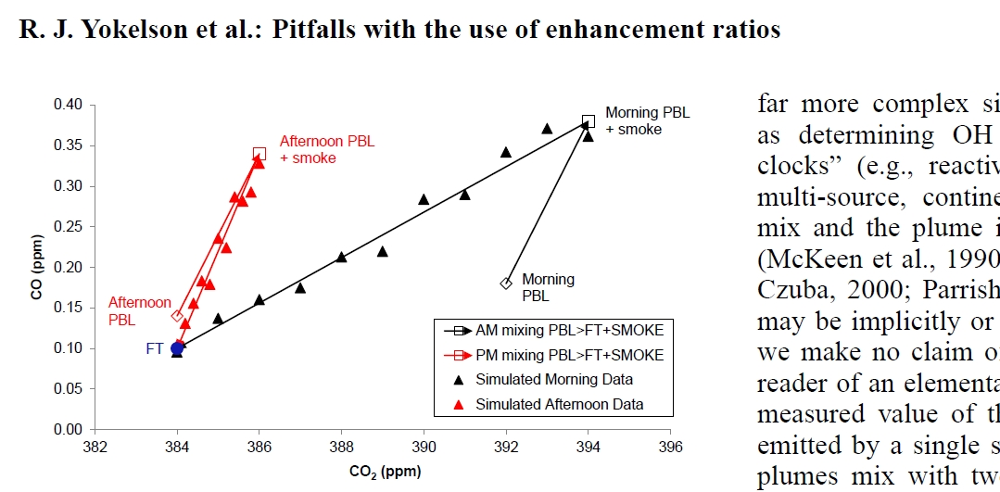 R. J. Yokelson et al.: Pitfalls with the use of enhancement ratios
0.40
0.35
0.30
0.25
0.20
0.15
0.10
0.05
0.00
CO (ppm)
382
384
386
388
390
392
394
396
CO2 (ppm)
Afternoon PBL
+ smoke
Morning PBL
+ smoke
Afternoon
PBL
FT
Morning
PBL
AM mixing PBL>FT+SMOKE
PM mixing PBL>FT+SMOKE
Simulated Morning Data
Simulated Afternoon Data
far more complex si
as determining OH
clocks” (e.g., reactiv
multi-source, contine
mix and the plume i
(McKeen et al., 1990
Czuba, 2000; Parrish
may be implicitly or
we make no claim o
reader of an elementa
measured value of th
emitted by a single s
plumes mix with two